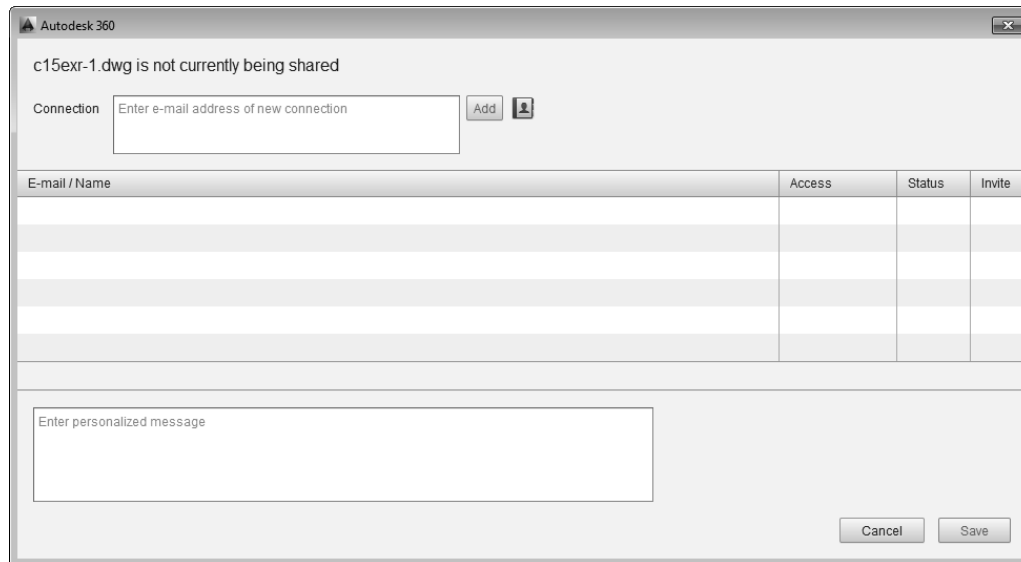 Autodesk 360
c15exr-1.dwg is not currently being shared
Connection Enter e-mail address of new connection Add
E-mail / Name Access Status Invite
Enter personalized message
Cancel Save